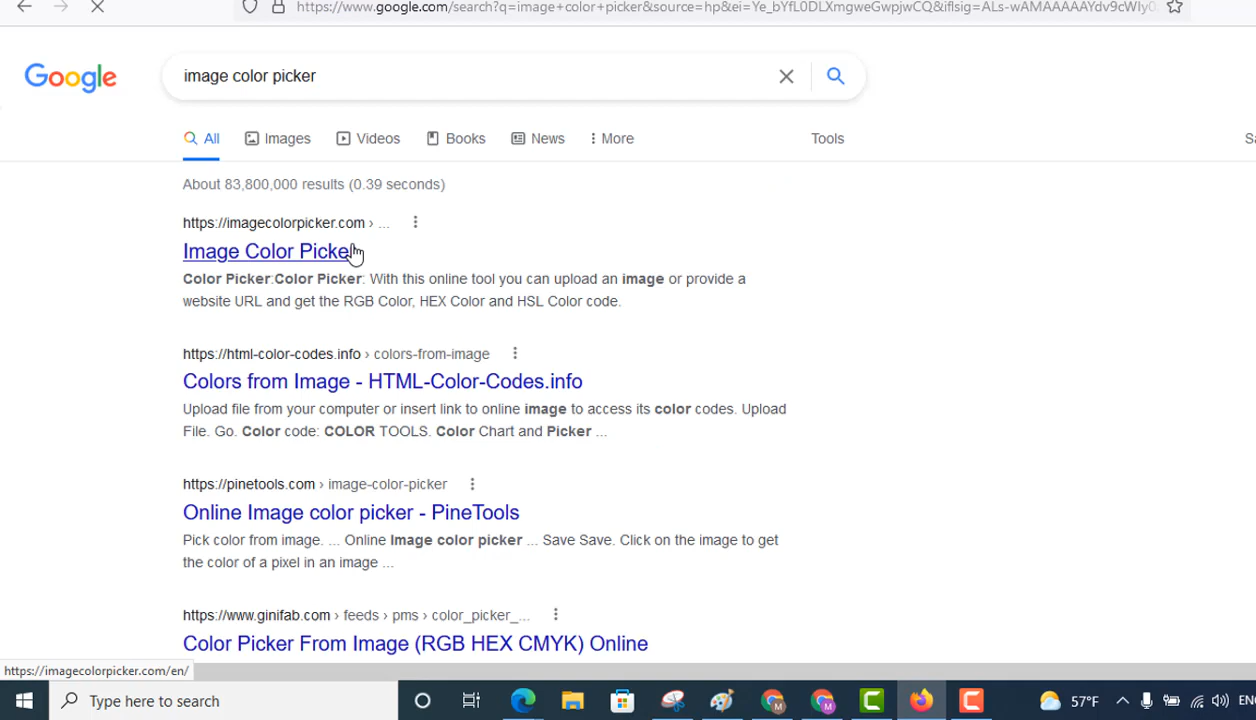 https://www.google.com/search?q=image+color+picker&source=hp&ei=Ye_bYfL0DLXmgweGwpjwCQ&iflsig=ALs-wAMAAAAAYdv9cWIy0
Google
image color picker
All Images Videos Books News More Tools
About 83,800,000 results (0.39 seconds)
https://imagecolorpicker.com › ...
Image Color Picker
Color Picker:Color Picker: With this online tool you can upload an image or provide a
website URL and get the RGB Color, HEX Color and HSL Color code.
https://html-color-codes.info › colors-from-image
Colors from Image - HTML-Color-Codes.info
Upload file from your computer or insert link to online image to access its color codes. Upload
File. Go. Color code: COLOR TOOLS. Color Chart and Picker ...
https://pinetools.com › image-color-picker
Online Image color picker - PineTools
Pick color from image. ... Online Image color picker ... Save Save. Click on the image to get
the color of a pixel in an image ...
https://www.ginifab.com › feeds › pms › color_picker_...
Color Picker From Image (RGB HEX CMYK) Online
https://imagecolorpicker.com/en/
Type here to search
57°F
ENG